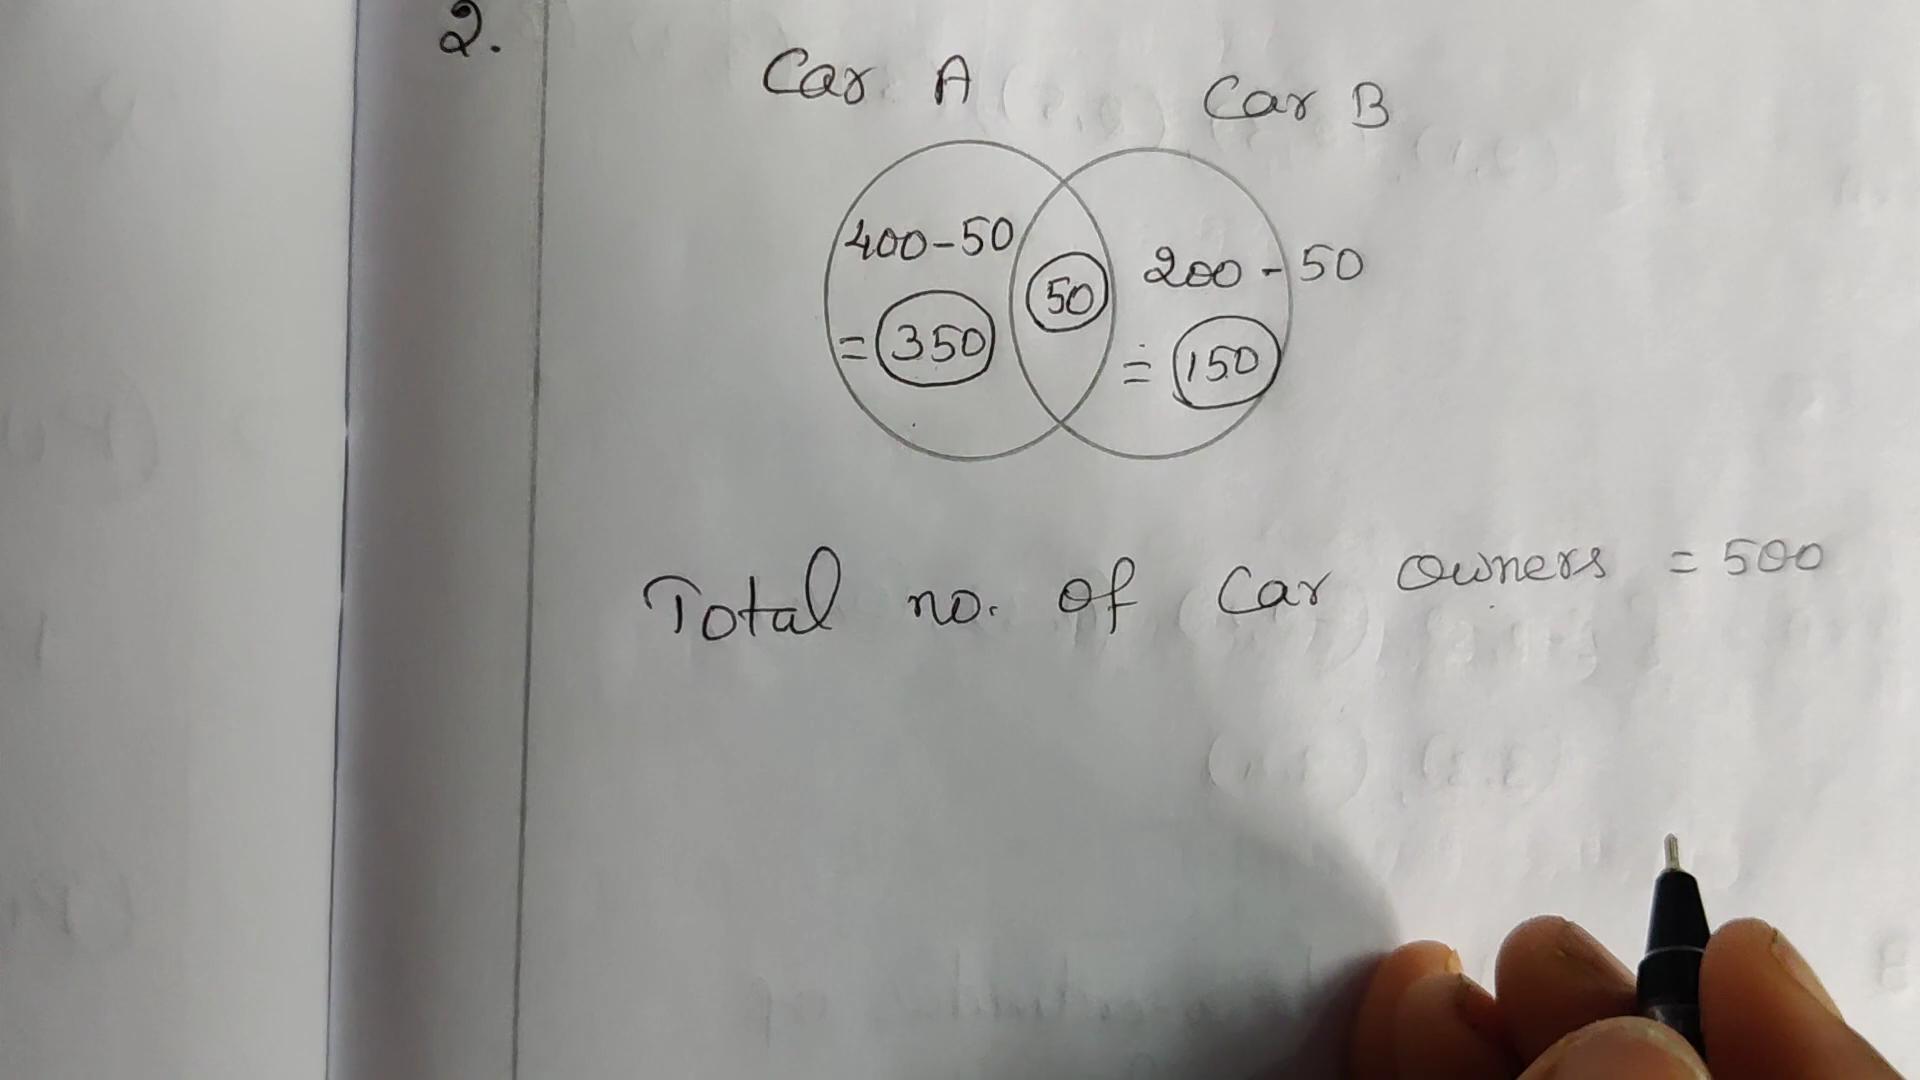 2.
Car A Car B
400-50 50 200-50
= 350 = 150
Total no. of Car Owners = 500